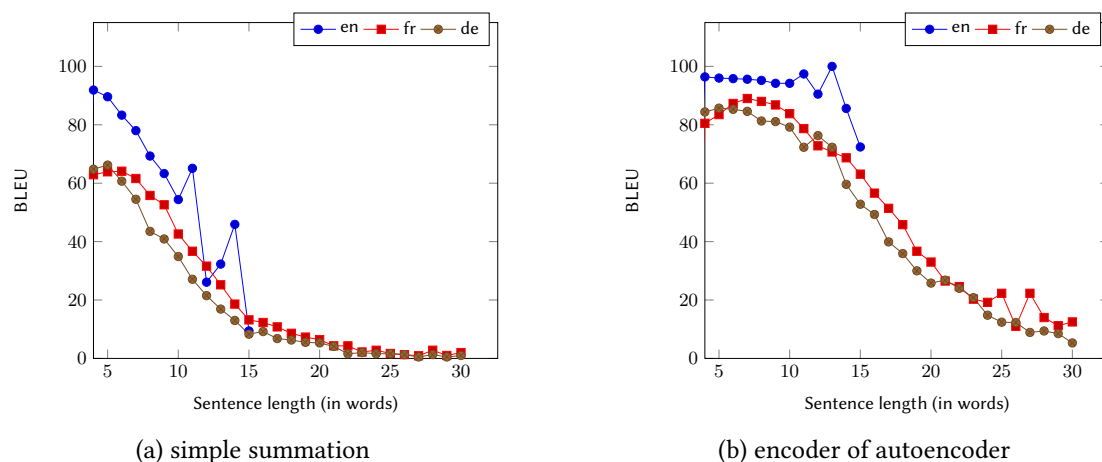 en fr de
100
80
60
40
20
0
BLEU
5 10 15 20 25 30
Sentence length (in words)
(a) simple summation
en fr de
100
80
60
40
20
0
BLEU
5 10 15 20 25 30
Sentence length (in words)
(b) encoder of autoencoder